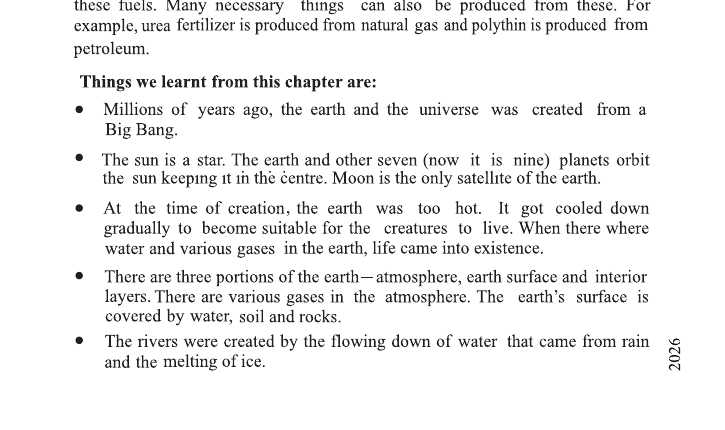 these fuels. Many necessary things can also be produced from these. For
example, urea fertilizer is produced from natural gas and polythin is produced from
petroleum.
Things we learnt from this chapter are:
• Millions of years ago, the earth and the universe was created from a
Big Bang.
• The sun is a star. The earth and other seven (now it is nine) planets orbit
the sun keeping it in the centre. Moon is the only satellite of the earth.
• At the time of creation, the earth was too hot. It got cooled down
gradually to become suitable for the creatures to live. When there where
water and various gases in the earth, life came into existence.
• There are three portions of the earth—atmosphere, earth surface and interior
layers. There are various gases in the atmosphere. The earth's surface is
covered by water, soil and rocks.
• The rivers were created by the flowing down of water that came from rain
and the melting of ice.
2026